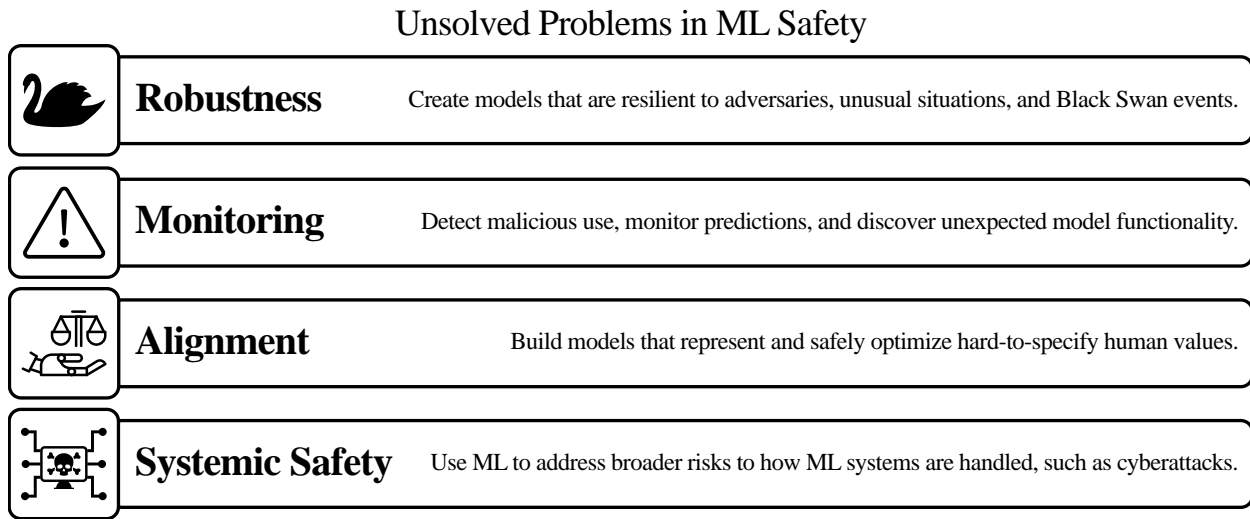 Unsolved Problems in ML Safety
Robustness Create models that are resilient to adversaries, unusual situations, and Black Swan events.
Monitoring Detect malicious use, monitor predictions, and discover unexpected model functionality.
Alignment Build models that represent and safely optimize hard-to-specify human values.
Systemic Safety Use ML to address broader risks to how ML systems are handled, such as cyberattacks.